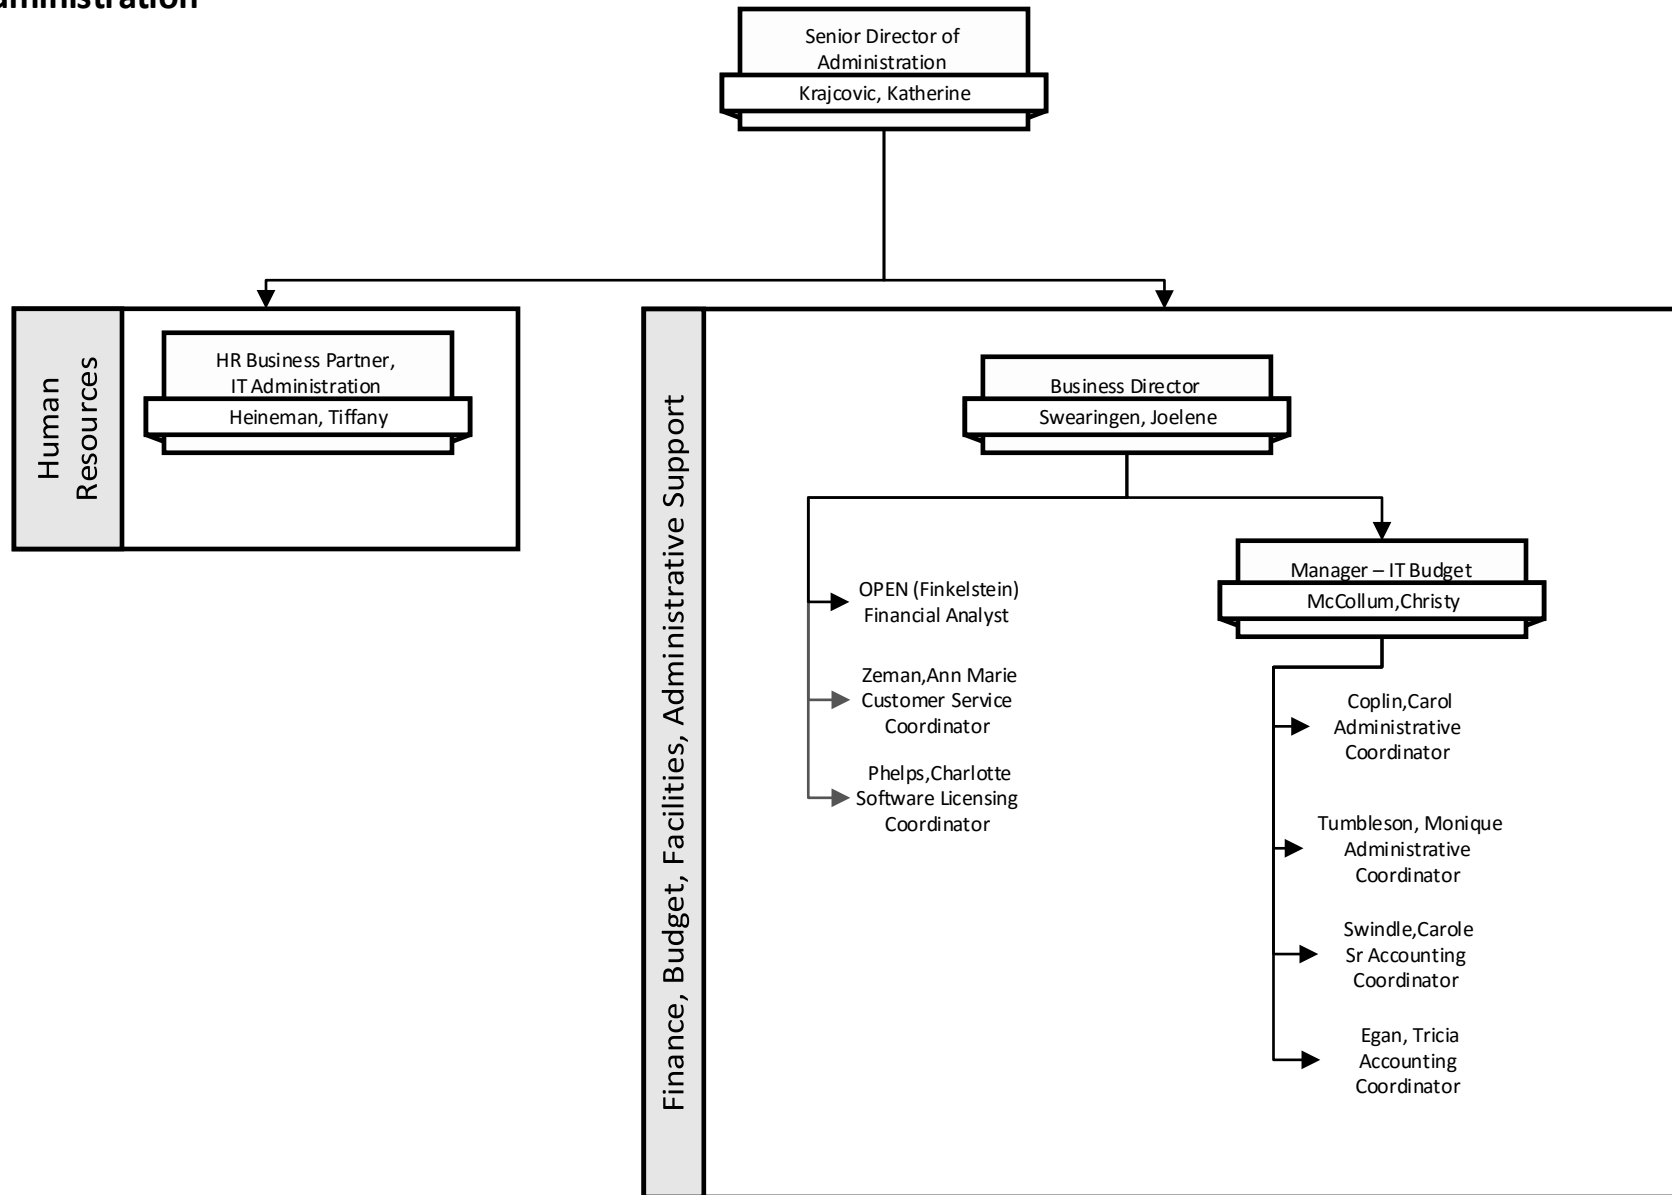 Senior Director of
Administration
Krajcovic, Katherine
Human
Resources
HR Business Partner,
IT Administration
Heineman, Tiffany
Finance, Budget, Facilities, Administrative Support
Business Director
Swearingen, Joelene
OPEN (Finkelstein)
Financial Analyst
Zeman,Ann Marie
Customer Service
Coordinator
Phelps,Charlotte
Software Licensing
Coordinator
Manager – IT Budget
McCollum,Christy
Coplin,Carol
Administrative
Coordinator
Tumbleson, Monique
Administrative
Coordinator
Swindle,Carole
Sr Accounting
Coordinator
Egan, Tricia
Accounting
Coordinator